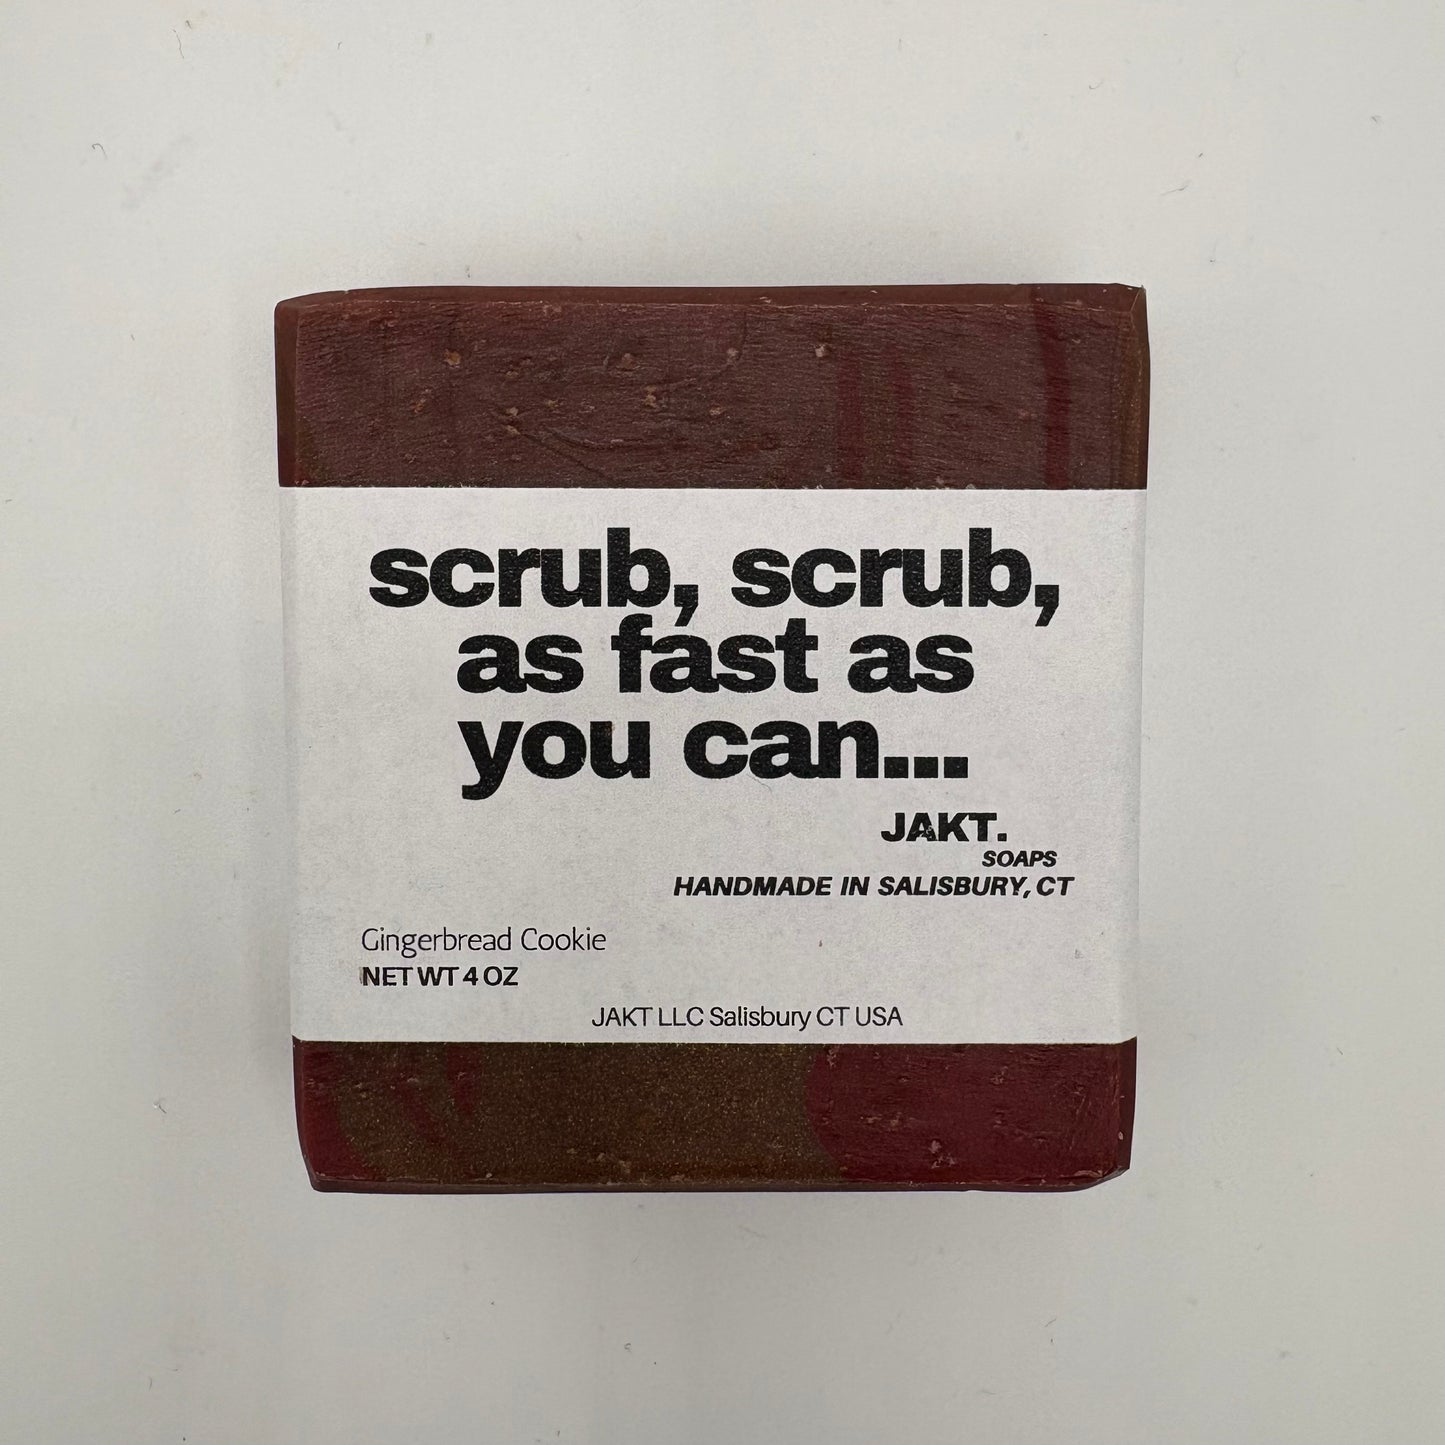 scrub, scrub,
as fast as
you can...
JAKT.
SOAPS
HANDMADE IN SALISBURY, CT
Gingerbread Cookie
NET WT 4 OZ
JAKT LLC Salisbury CT USA